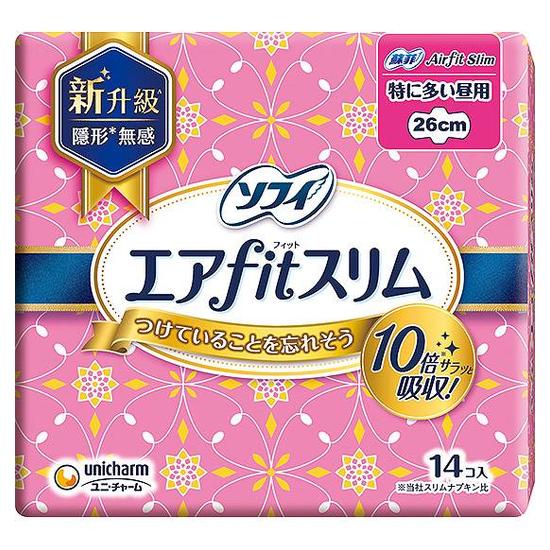 新升級^
隱形*無感
蘇菲 Airfit Slim
特に多い昼用
26cm
ソフィ
フィット
エアfitスリム
つけていることを忘れそう
10倍※サラッと
吸収!
unicharm
ユニ・チャーム
14コ入
※当社スリムナプキン比